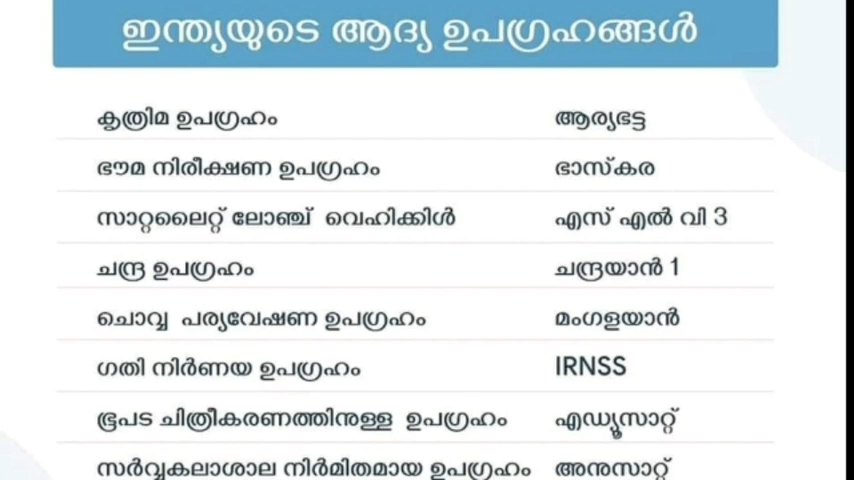 ഇന്ത്യയുടെ ആദ്യ ഉപഗ്രഹങ്ങൾ
കൃത്രിമ ഉപഗ്രഹം ആര്യഭട്ട
ഭൗമ നിരീക്ഷണ ഉപഗ്രഹം ഭാസ്കര
സാറ്റലൈറ്റ് ലോഞ്ച് വെഹിക്കിൾ എസ് എൽ വി 3
ചന്ദ്ര ഉപഗ്രഹം ചന്ദ്രയാൻ 1
ചൊവ്വ പര്യവേഷണ ഉപഗ്രഹം മംഗളയാൻ
ഗതി നിർണയ ഉപഗ്രഹം IRNSS
ഭൂപട ചിത്രീകരണത്തിനുള്ള ഉപഗ്രഹം എഡ്യൂസാറ്റ്
സർവ്വകലാശാല നിർമിതമായ ഉപഗ്രഹം അനുസാറ്റ്